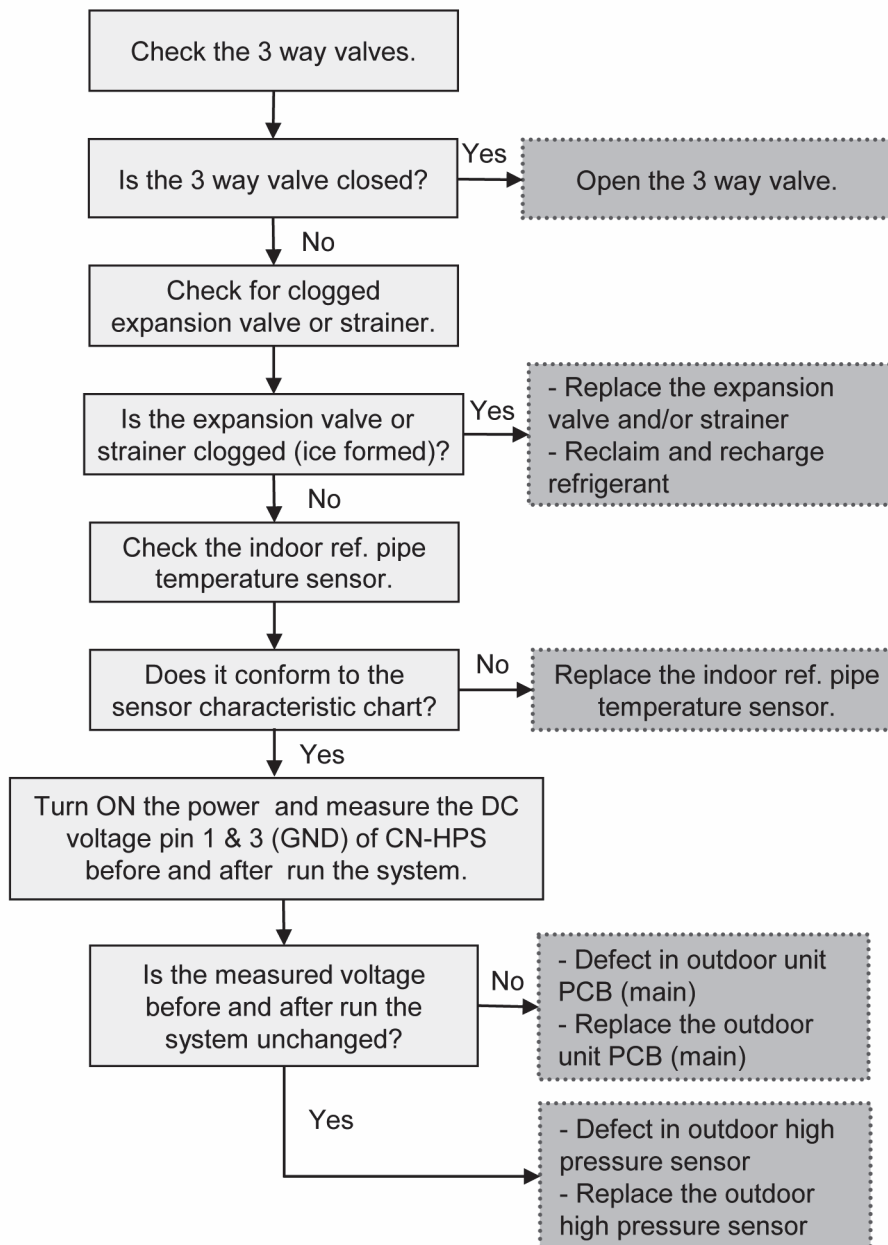 Check the 3 way valves.
Is the 3 way valve closed?
Yes
Open the 3 way valve.
No
Check for clogged
expansion valve or strainer.
Is the expansion valve or
strainer clogged (ice formed)?
Yes
- Replace the expansion
valve and/or strainer
- Reclaim and recharge
refrigerant
No
Check the indoor ref. pipe
temperature sensor.
Does it conform to the
sensor characteristic chart?
No
Replace the indoor ref. pipe
temperature sensor.
Yes
Turn ON the power and measure the DC
voltage pin 1 & 3 (GND) of CN-HPS
before and after run the system.
Is the measured voltage
before and after run the
system unchanged?
No
- Defect in outdoor unit
PCB (main)
- Replace the outdoor
unit PCB (main)
Yes
- Defect in outdoor high
pressure sensor
- Replace the outdoor
high pressure sensor